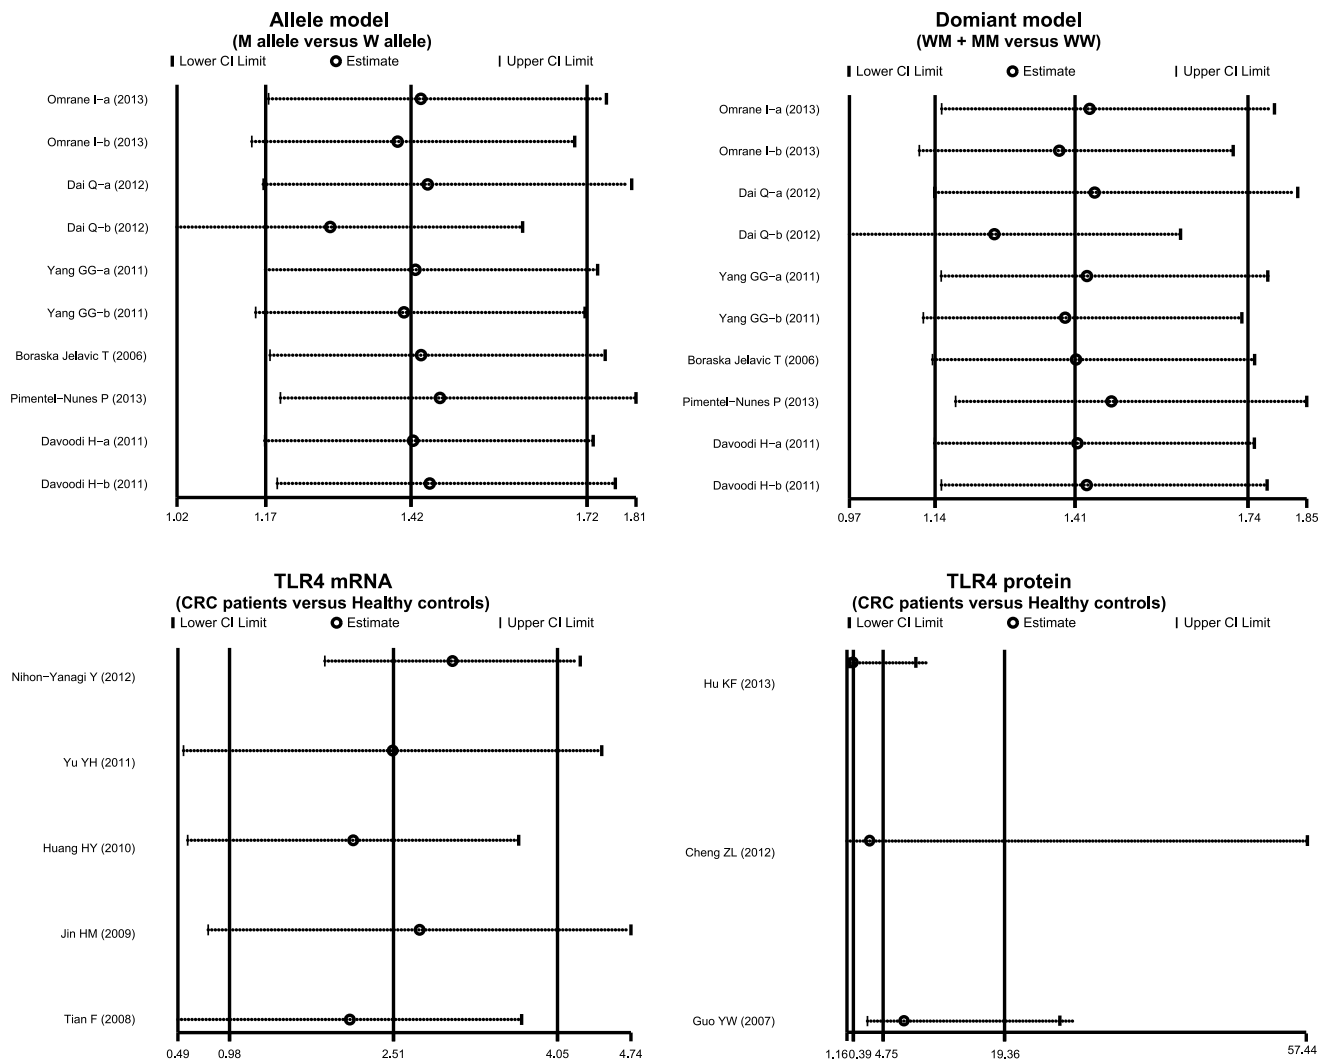 Allele model
(M allele versus W allele)
Lower CI Limit Estimate Upper CI Limit
Omrane I-a (2013)
Omrane I-b (2013)
Dai Q-a (2012)
Dai Q-b (2012)
Yang GG-a (2011)
Yang GG-b (2011)
Boraska Jelavic T (2006)
Pimentel-Nunes P (2013)
Davoodi H-a (2011)
Davoodi H-b (2011)
1.02 1.17 1.42 1.72 1.81
Domiant model
(WM + MM versus WW)
Lower CI Limit Estimate Upper CI Limit
Omrane I-a (2013)
Omrane I-b (2013)
Dai Q-a (2012)
Dai Q-b (2012)
Yang GG-a (2011)
Yang GG-b (2011)
Boraska Jelavic T (2006)
Pimentel-Nunes P (2013)
Davoodi H-a (2011)
Davoodi H-b (2011)
0.97 1.14 1.41 1.74 1.85
TLR4 mRNA
(CRC patients versus Healthy controls)
Lower CI Limit Estimate Upper CI Limit
Nihon-Yanagi Y (2012)
Yu YH (2011)
Huang HY (2010)
Jin HM (2009)
Tian F (2008)
0.49 0.98 2.51 4.05 4.74
TLR4 protein
(CRC patients versus Healthy controls)
Lower CI Limit Estimate Upper CI Limit
Hu KF (2013)
Cheng ZL (2012)
Guo YW (2007)
1.160.394.75 19.36 57.44